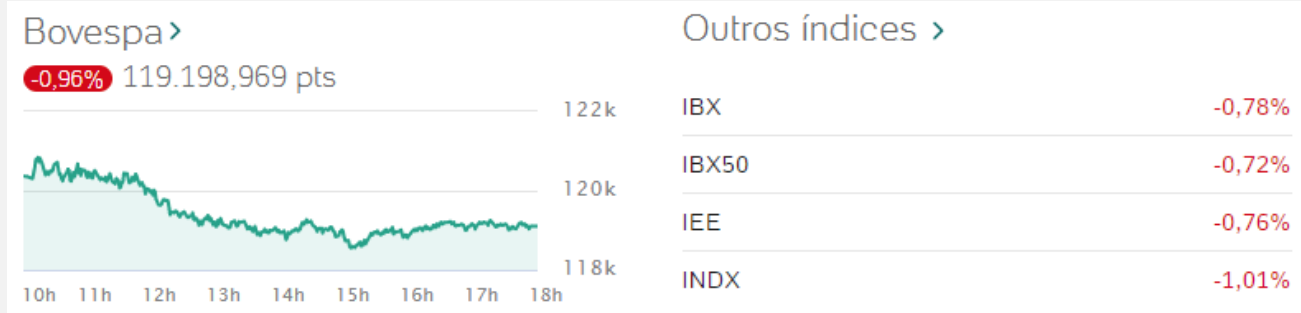 Bovespa >
-0,96% 119.198,969 pts
122k
120k
118k
10h 11h 12h 13h 14h 15h 16h 17h 18h
Outros índices >
IBX -0,78%
IBX50 -0,72%
IEE -0,76%
INDX -1,01%